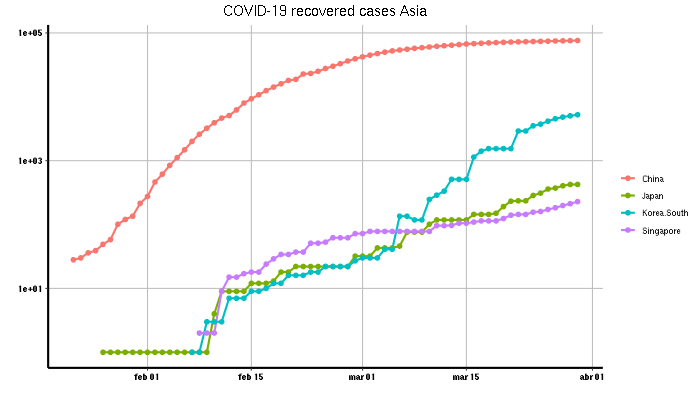 COVID-19 recovered cases Asia
1e+05
1e+03
1e+01
feb 01
feb 15
mar 01
mar 15
abr 01
China
Japan
Korea.South
Singapore